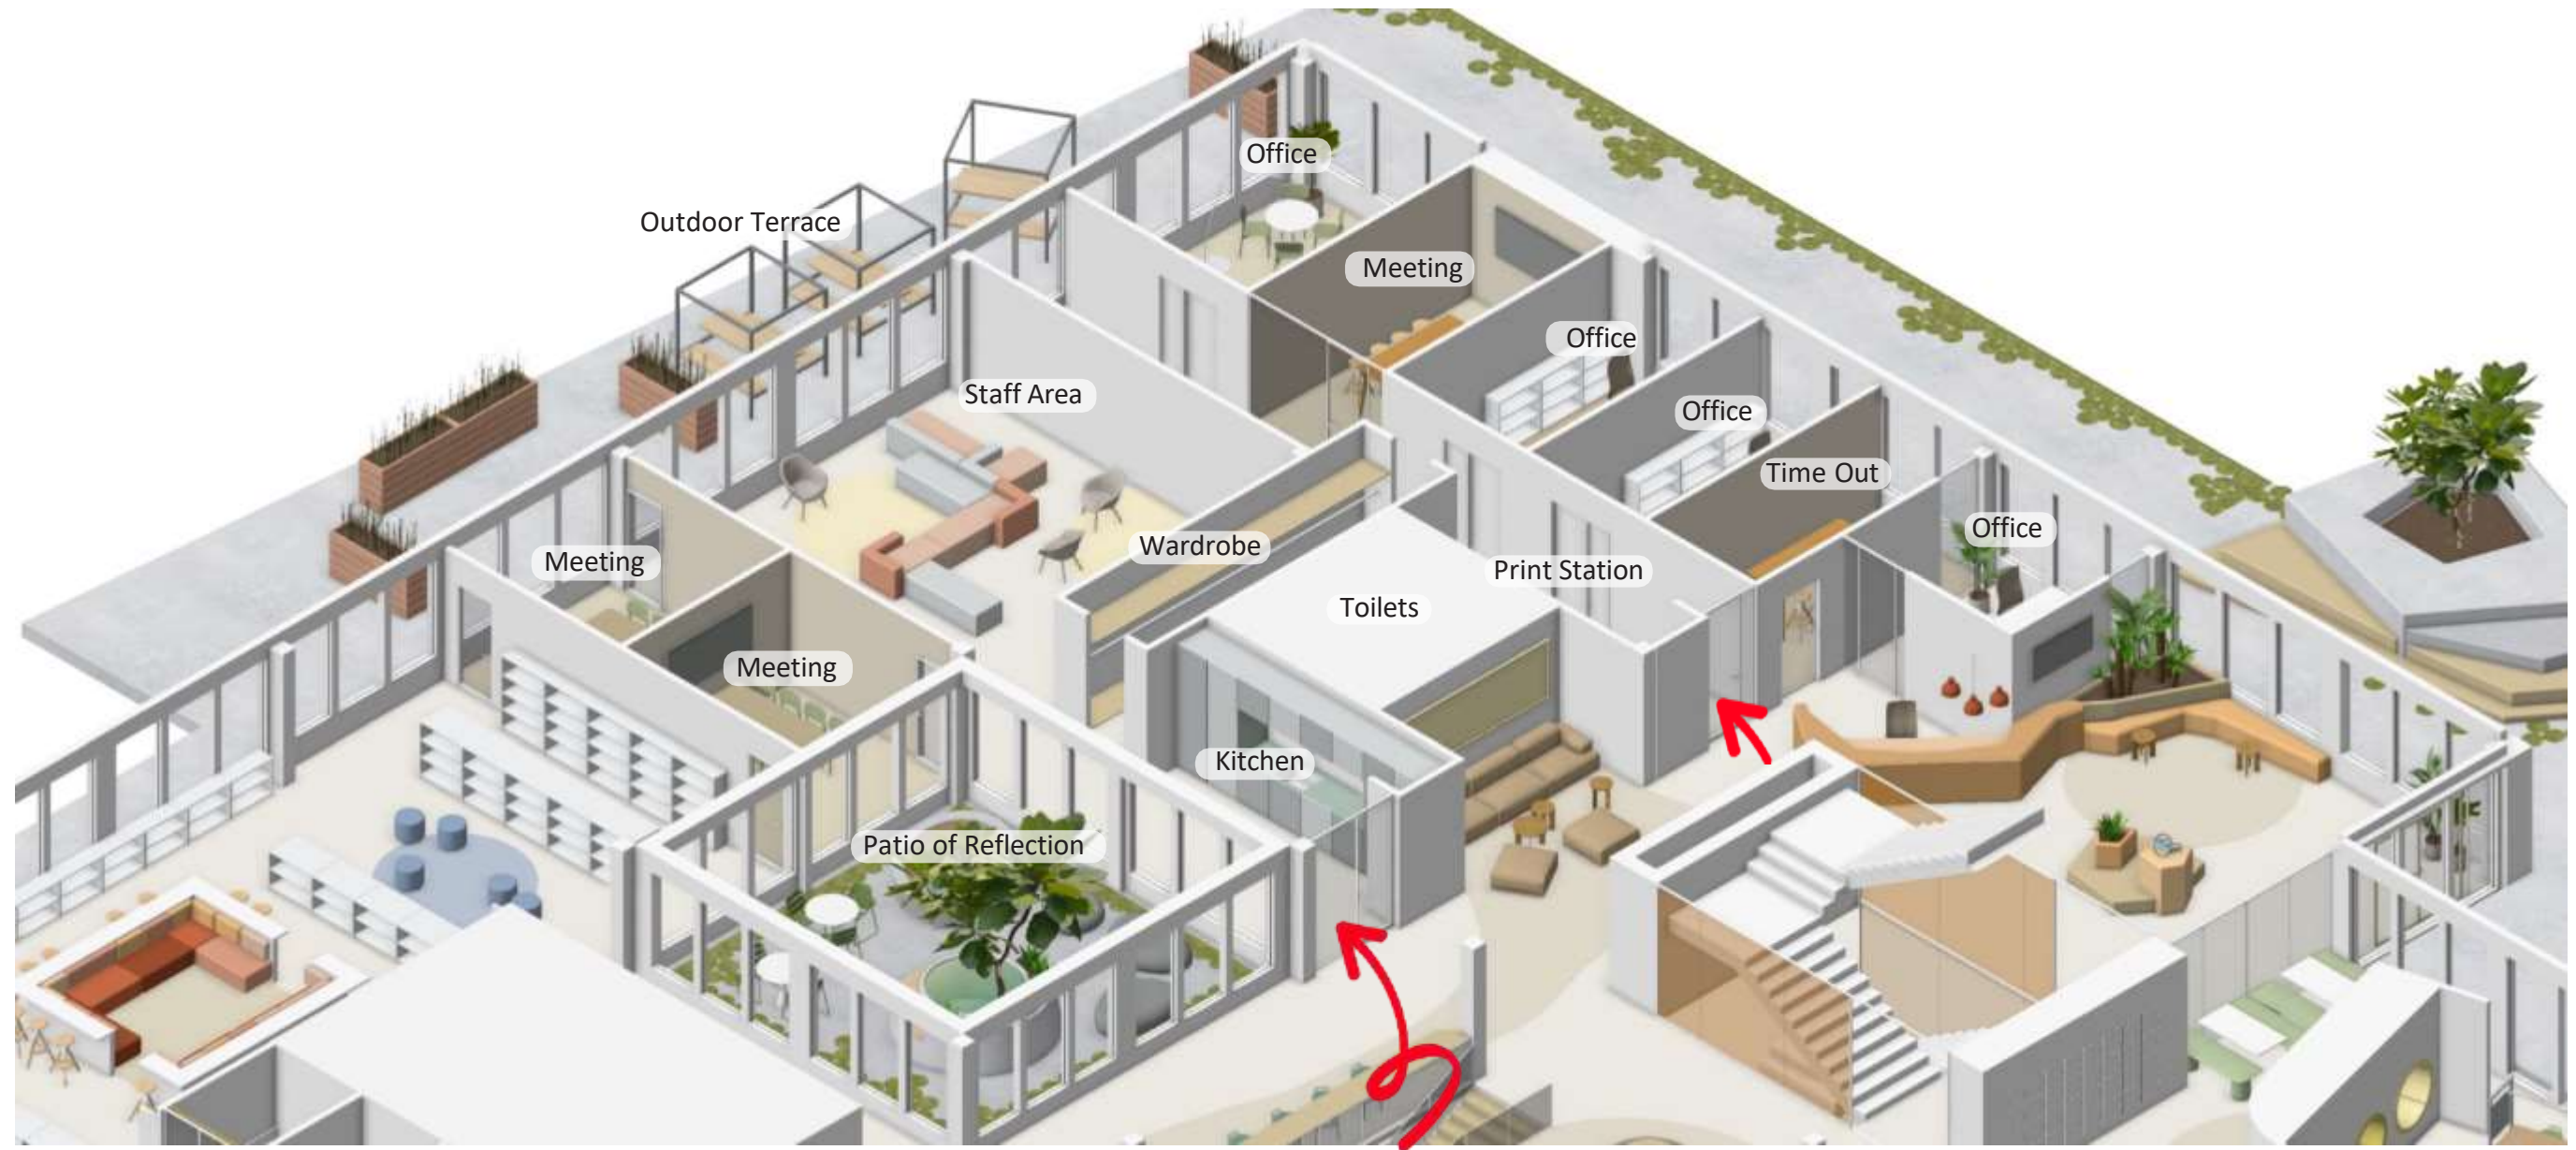 Office
Outdoor Terrace
Meeting
Office
Staff Area
Office
Time Out
Office
Wardrobe
Meeting
Print Station
Toilets
Meeting
Kitchen
Patio of Reflection